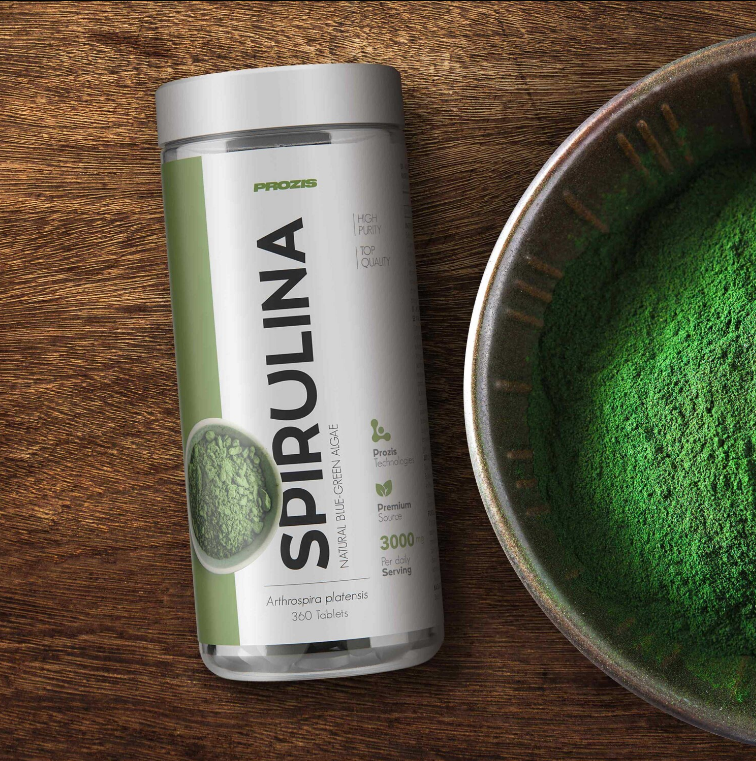 PROZIS
HIGH
PURITY
TOP
QUALITY
SPIRULINA
NATURAL BLUE-GREEN ALGAE
Prozis
Technologies
Premium
Source
3000
Per daily
Serving
Arthrospira platensis
360 Tablets